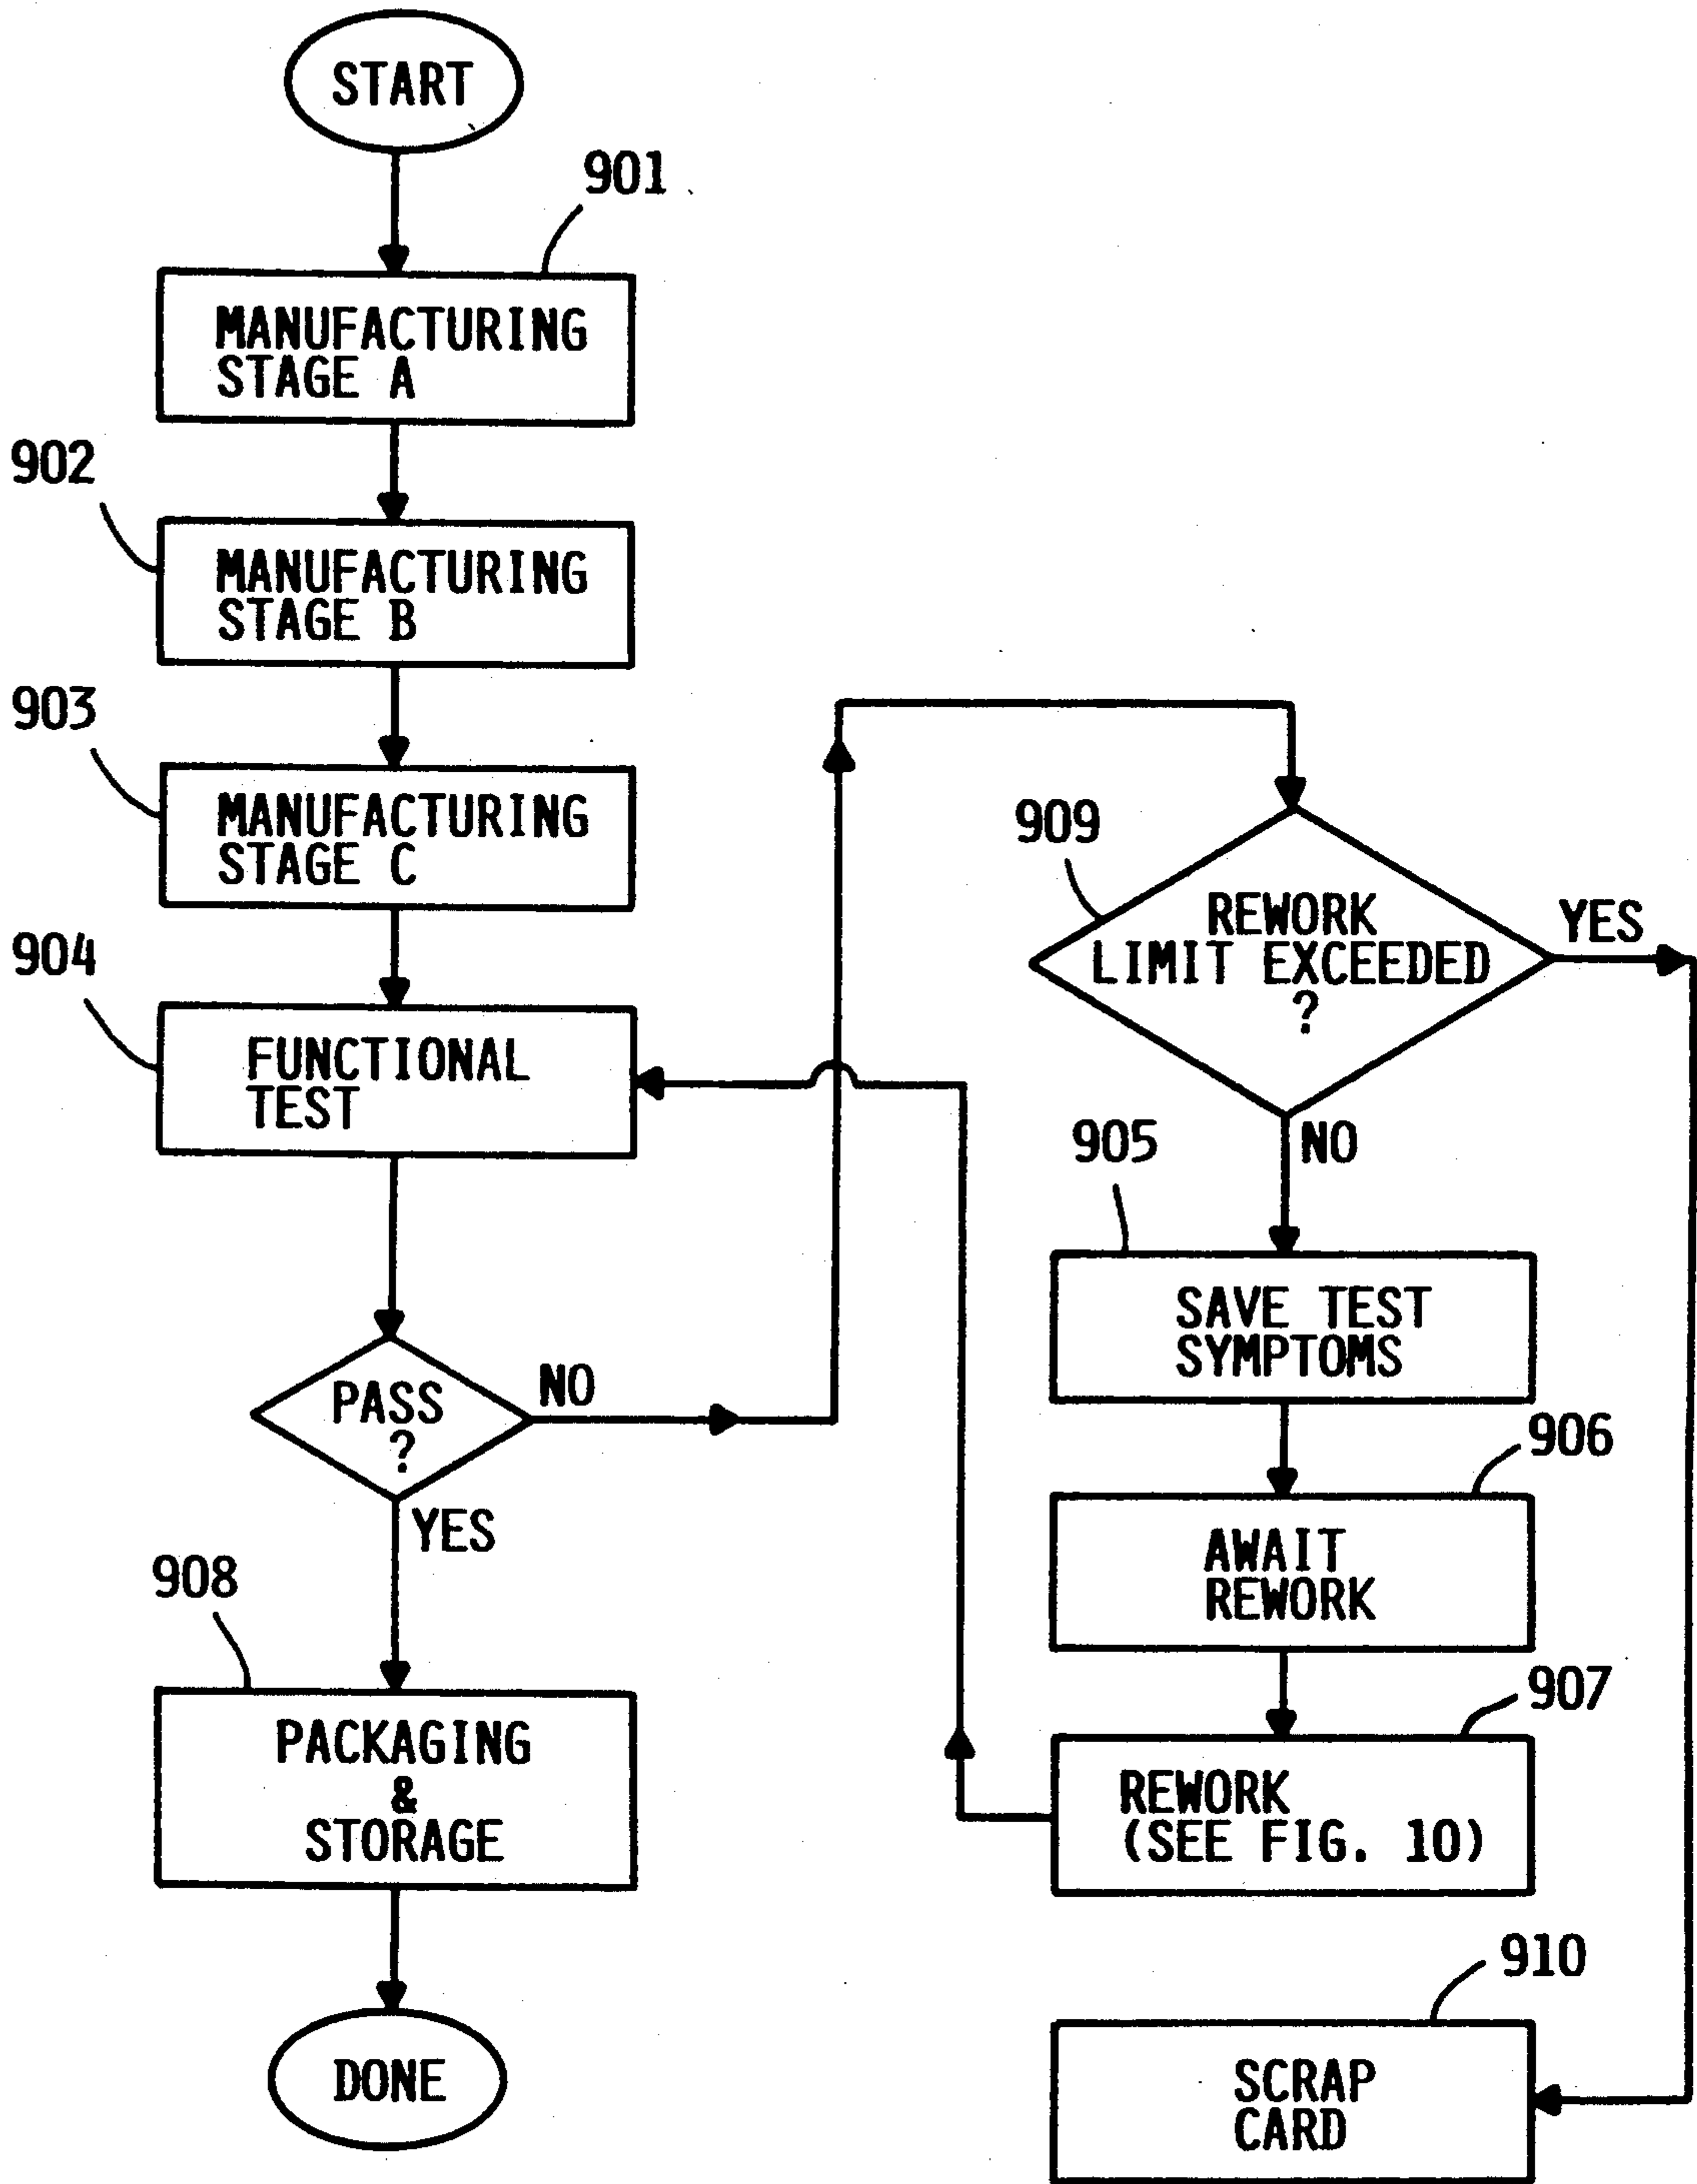 START
901
MANUFACTURING
STAGE A
902
MANUFACTURING
STAGE B
903
MANUFACTURING
STAGE C
904
FUNCTIONAL
TEST
PASS
?
NO
YES
908
PACKAGING
&
STORAGE
DONE
909
REWORK
LIMIT EXCEEDED
?
YES
NO
905
SAVE TEST
SYMPTOMS
906
AWAIT
REWORK
907
REWORK
(SEE FIG. 10)
910
SCRAP
CARD